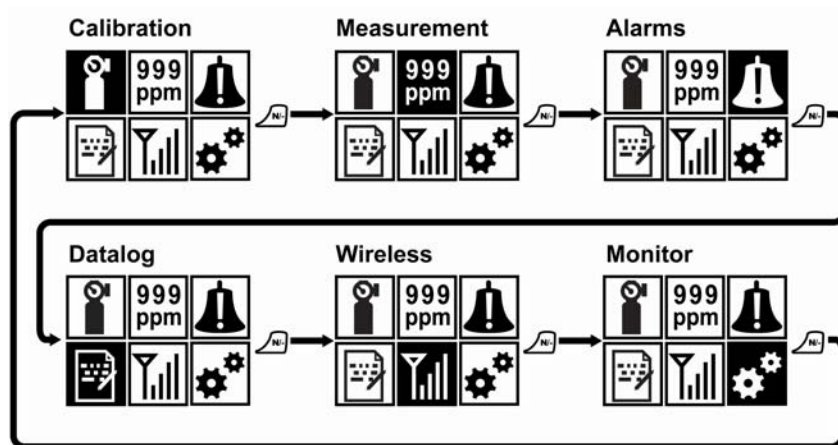 Calibration Measurement Alarms
999 999 999
ppm ppm ppm
N/- N/- N/-
Datalog Wireless Monitor
999 999 999
ppm ppm ppm
N/- N/- N/-